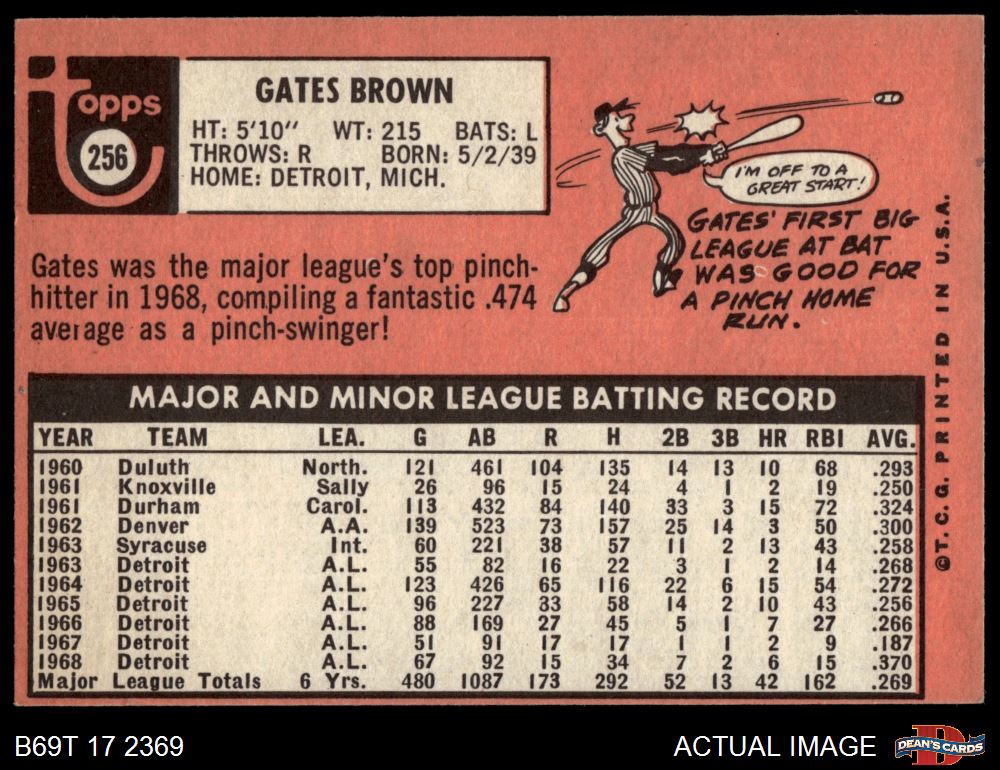 Topps
256
GATES BROWN
HT: 5'10" WT: 215 BATS: L
THROWS: R BORN: 5/2/39
HOME: DETROIT, MICH.
I'M OFF TO A
GREAT START!
GATES' FIRST BIG
LEAGUE AT BAT
WAS GOOD FOR
A PINCH HOME
RUN.
Gates was the major league's top pinch-
hitter in 1968, compiling a fantastic .474
average as a pinch-swinger!
MAJOR AND MINOR LEAGUE BATTING RECORD
YEAR TEAM LEA. G AB R H 2B 3B HR RBI AVG.
1960 Duluth North. 121 461 104 135 14 13 10 68 .293
1961 Knoxville Sally 26 96 15 24 4 1 2 19 .250
1961 Durham Carol. 113 432 84 140 33 3 15 72 .324
1962 Denver A.A. 139 523 73 157 25 14 3 50 .300
1963 Syracuse Int. 60 221 38 57 11 2 13 43 .258
1963 Detroit A.L. 55 82 16 22 3 1 2 14 .268
1964 Detroit A.L. 123 426 65 116 22 6 15 54 .272
1965 Detroit A.L. 96 227 33 58 14 2 10 43 .256
1966 Detroit A.L. 88 169 27 45 5 1 7 27 .266
1967 Detroit A.L. 51 91 17 17 1 1 2 9 .187
1968 Detroit A.L. 67 92 15 34 7 2 6 15 .370
Major League Totals 6 Yrs. 480 1087 173 292 52 13 42 162 .269
©T.C.G. PRINTED IN U.S.A.
B69T 17 2369
ACTUAL IMAGE
D
DEAN'S CARDS